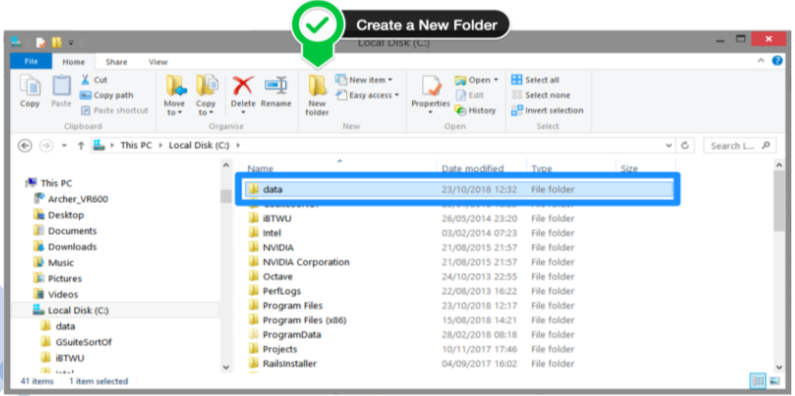 Create a New Folder
Local Disk (C:)
File Home Share View
Copy
Paste
Cut
Copy path
Paste shortcut
Move to
Copy to
Delete
Rename
New folder
New item
Easy access
Properties
Open
Edit
History
Select all
Select none
Invert selection
Clipboard Organise New Open Select
This PC Local Disk (C:)
Search L...
Name Date modified Type Size
This PC
Archer_VR600
Desktop
Documents
Downloads
Music
Pictures
Videos
Local Disk (C:)
data
GSuiteSortOf
iBTWU
data 23/10/2018 12:32 File folder
iBTWU 26/05/2014 23:20 File folder
Intel 03/02/2014 07:23 File folder
NVIDIA 21/08/2015 21:57 File folder
NVIDIA Corporation 21/08/2015 21:57 File folder
Octave 24/10/2013 22:55 File folder
PerfLogs 22/08/2013 16:22 File folder
Program Files 23/10/2018 12:17 File folder
Program Files (x86) 15/08/2018 14:21 File folder
ProgramData 28/02/2018 08:18 File folder
Projects 10/11/2017 17:46 File folder
RailsInstaller 04/09/2017 16:02 File folder
41 items 1 item selected